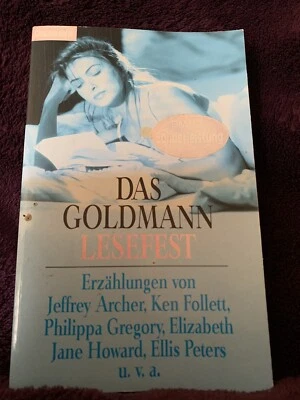 DAS
GOLDMANN
LESEFEST
Erzählungen von
Jeffrey Archer, Ken Follett,
Philippa Gregory, Elizabeth
Jane Howard, Ellis Peters
u. v. a.